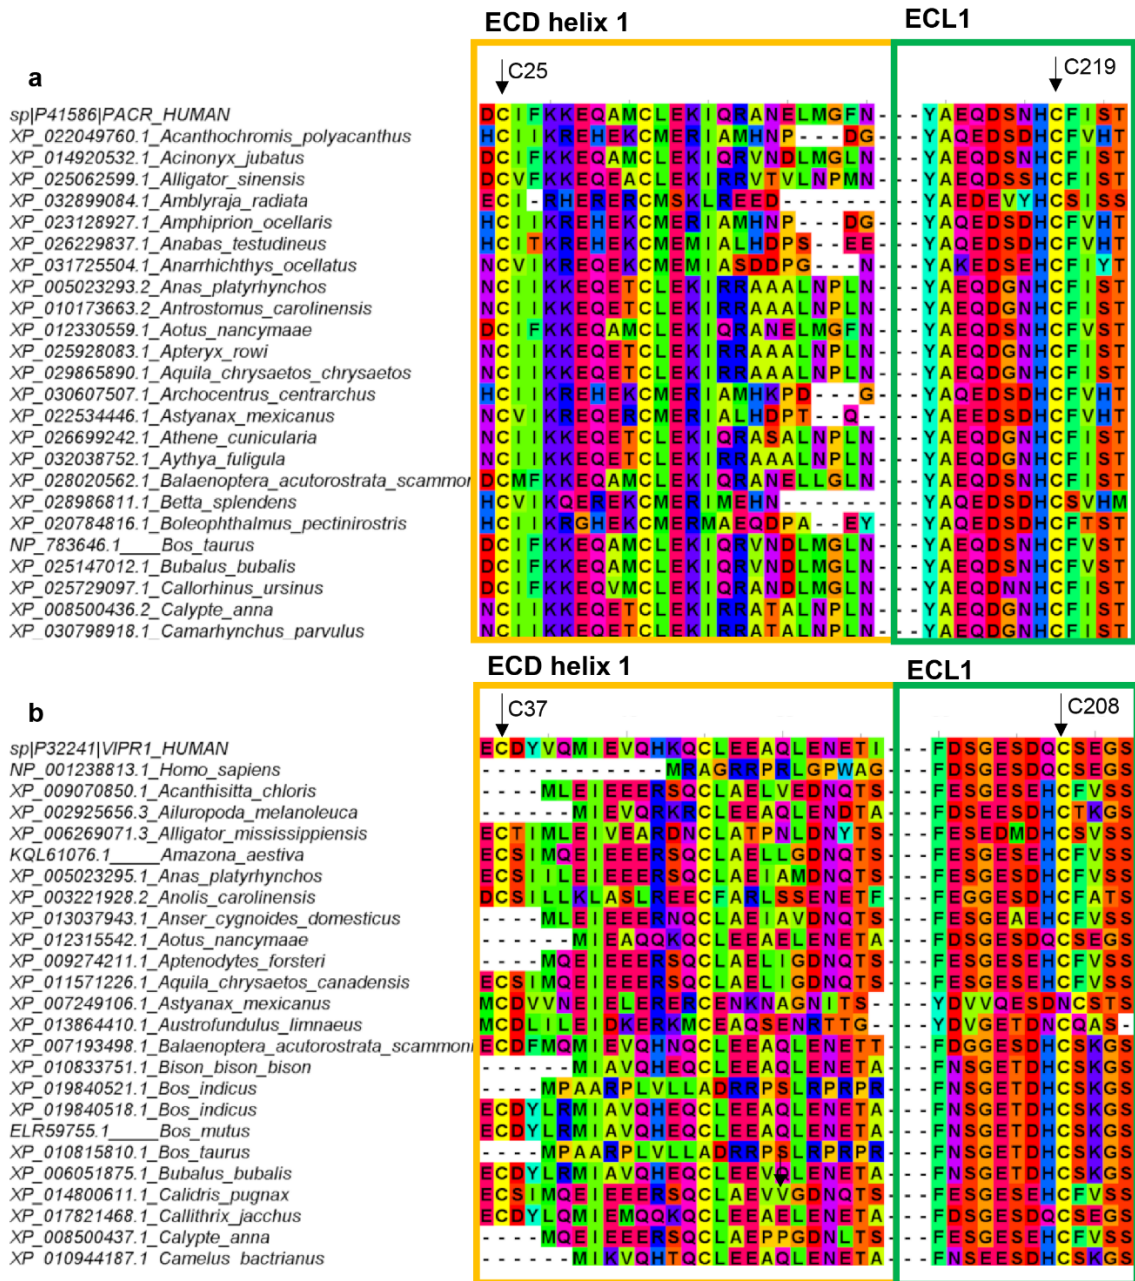 ECD helix 1 ECL1
a C25 C219
sp|P41586|PACR_HUMAN DCIFKKEQAMCLEKIQRANELMGFN---YAEQDSNHCFIST
XP_022049760.1_Acanthochromis_polyacanthus HCIIKREHEKCMERIAMHNP---DG---YAQEDSDHCFVHT
XP_014920532.1_Acinonyx_jubatus DCIFKKEQAMCLEKIQRVNDLMGLN---YAEQDSNHCFIST
XP_025062599.1_Alligator_sinensis DCVFKKEQEACLEKIRRVTVLNPMN---YAEQDSSHCFIST
XP_032899084.1_Amblyraja_radiata ECI-RHERERCMSKLREED---------YAEDEVYHCSISS
XP_023128927.1_Amphiprion_ocellaris HCIIKREHEKCMERIAMHNP---DG---YAQEDSDHCFVHT
XP_026229837.1_Anabas_testudineus HCITKREHEKCMEMIALHDPS--EE---YAQEDSDHCFVHT
XP_031725504.1_Anarrhichthys_ocellatus NCVIKREQEKCMEMIASDDPG---N---YAKEDSEHCFIYT
XP_005023293.2_Anas_platyrhynchos NCIIKKEQETCLEKIRRAAALNPLN---YAEQDGNHCFIST
XP_010173663.2_Antrostomus_carolinensis NCIIKKEQETCLEKIRRAAALNPLN---YAEQDGNHCFIST
XP_012330559.1_Aotus_nancymaae DCIFKKEQAMCLEKIQRANELMGFN---YAEQDSNHCFVST
XP_025928083.1_Apteryx_rowi NCIIKKEQETCLEKIRRAAALNPLN---YAEQDGNHCFIST
XP_029865890.1_Aquila_chrysaetos_chrysaetos NCIIKKEQETCLEKIRRAAALNPLN---YAEQDGNHCFIST
XP_030607507.1_Archocentrus_centrarchus HCIIKREHEKCMERIAMHKPD---G---YAQEDSDHCFVHT
XP_022534446.1_Astyanax_mexicanus NCVIKREQERCMERIALHDPT--Q----YAEEDSDHCFVHT
XP_026699242.1_Athene_cunicularia NCIIKKEQETCLEKIQRASALNPLN---YAEQDGNHCFIST
XP_032038752.1_Aythya_fuligula NCIIKKEQETCLEKIRRAAALNPLN---YAEQDGNHCFIST
XP_028020562.1_Balaenoptera_acutorostrata_scammon DCMFKKEQAMCLEKIQRANELLGLN---YAEQDSNHCFVST
XP_028986811.1_Betta_splendens HCVIKQEREKCMERIMEHN---------YAQEDSDHCSVHM
XP_020784816.1_Boleophthalmus_pectinirostris HCIIKRGHEKCMERMAEQDPA--EY---YAQEDSDHCFTST
NP_783646.1____Bos_taurus DCIFKKEQAMCLEKIQRVNDLMGLN---YAEQDSNHCFVST
XP_025147012.1_Bubalus_bubalis DCIFKKEQAMCLEKIQRVNDLMGLN---YAEQDSNHCFVST
XP_025729097.1_Callorhinus_ursinus DCIFKKEQVMCLEKIQRANDLMGLN---YAEQDNNHCFIST
XP_008500436.2_Calypte_anna NCIIKKEQETCLEKIRRATALNPLN---YAEQDGNHCFIST
XP_030798918.1_Camarhynchus_parvulus NCIIKKEQETCLEKIRRATALNPLN---YAEQDGNHCFIST
ECD helix 1 ECL1
b C37 C208
sp|P32241|VIPR1_HUMAN ECDYVQMIEVQHKQCLEEAQLENETI---FDSGESDQCSEGS
NP_001238813.1_Homo_sapiens ------------MRAGRRPRLGPWAG---FDSGESDQCSEGS
XP_009070850.1_Acanthisitta_chloris ----MLEIEEERSQCLAELVEDNQTS---FESGESEHCFVSS
XP_002925656.3_Ailuropoda_melanoleuca ------MIEVQRKRCLEEALLENDTA---FDSEESDHCTKGS
XP_006269071.3_Alligator_mississippiensis ECTIMLEIVEARDNCLATPNLDNYTS---FESEDMDHCSVSS
KQL61076.1_____Amazona_aestiva ECSIMQEIEEERSQCLAELLGDNQTS---FESGESEHCFVSS
XP_005023295.1_Anas_platyrhynchos ECSIILEIEEERSQCLAEIAMDNQTS---FESGESEHCFVSS
XP_003221928.2_Anolis_carolinensis DCSILLKLASLREECFARLSSENETF---FEGGESEHCFATS
XP_013037943.1_Anser_cygnoides_domesticus ----MLEIEEERNQCLAEIAVDNQTS---FESGEAEHCFVSS
XP_012315542.1_Aotus_nancymaae ------MIEAQQKQCLEEAELENETA---FDSGESDQCSEGS
XP_009274211.1_Aptenodytes_forsteri ----MQEIEEERSQCLAELIGDNQTS---FESGESEHCFVSS
XP_011571226.1_Aquila_chrysaetos_canadensis ECSIMQEIEEERSQCLAELIGDNQTS---FESGESEHCFVSS
XP_007249106.1_Astyanax_mexicanus MCDVVNEIELERERCENKNAGNITS----YDVVQESDNCSTS
XP_013864410.1_Austrofundulus_limnaeus MCDLILEIDKERKMCEAQSENRTTG----YDVGETDNCQAS-
XP_007193498.1_Balaenoptera_acutorostrata_scammoni ECDFMQMIEVQHNQCLEEAQLENETT---FDGGESDHCSKGS
XP_010833751.1_Bison_bison_bison ------MIAVQHEQCLEEAQLENETA---FNSGETDHCSKGS
XP_019840521.1_Bos_indicus ----MPAARPLVLLADRRPSLRPRPR---FNSGETDHCSKGS
XP_019840518.1_Bos_indicus ECDYLRMIAVQHEQCLEEAQLENETA---FNSGETDHCSKGS
ELR59755.1_____Bos_mutus ECDYLRMIAVQHEQCLEEAQLENETA---FNSGETDHCSKGS
XP_010815810.1_Bos_taurus ----MPAARPLVLLADRRPSLRPRPR---FNSGETDHCSKGS
XP_006051875.1_Bubalus_bubalis ECDYLRMIAVQHEQCLEEVQLENETA---FNSGETDHCSKGS
XP_014800611.1_Calidris_pugnax ECSIMQEIEEERSQCLAEVVGDNQTS---FESGESEHCFVSS
XP_017821468.1_Callithrix_jacchus ECDYLQMIEMQQKQCLEEAELENETA---FDSGESDQCSEGS
XP_008500437.1_Calypte_anna ----MQEIEEERSQCLAEPPGDNLTS---FESGESEHCFVSS
XP_010944187.1_Camelus_bactrianus ------MIKVQHTQCLEEAQLENETA---FNSEESDHCSKGS